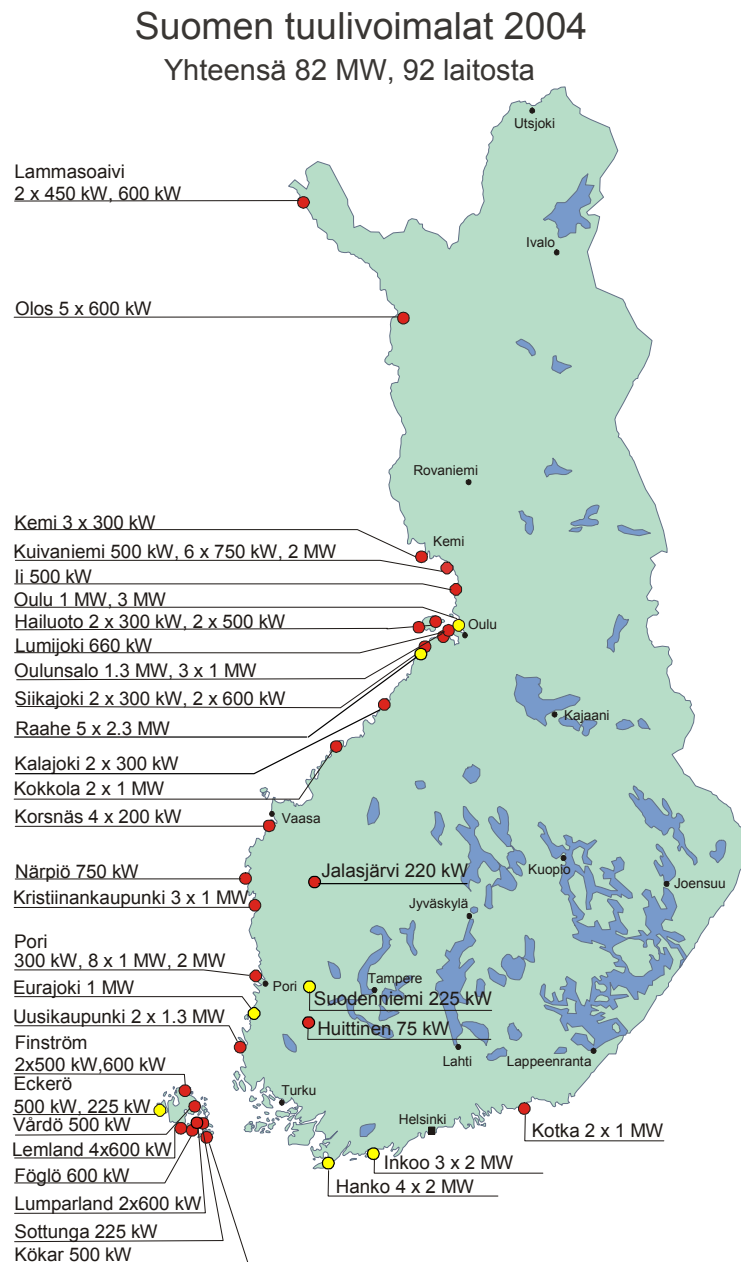 Suomen tuulivoimalat 2004
Yhteensä 82 MW, 92 laitosta
Utsjoki
Lammasoaivi
2 x 450 kW, 600 kW
Ivalo
Olos 5 x 600 kW
Rovaniemi
Kemi 3 x 300 kW
Kemi
Kuivaniemi 500 kW, 6 x 750 kW, 2 MW
Ii 500 kW
Oulu 1 MW, 3 MW
Hailuoto 2 x 300 kW, 2 x 500 kW
Oulu
Lumijoki 660 kW
Oulunsalo 1.3 MW, 3 x 1 MW
Siikajoki 2 x 300 kW, 2 x 600 kW
Raahe 5 x 2.3 MW
Kajaani
Kalajoki 2 x 300 kW
Kokkola 2 x 1 MW
Korsnäs 4 x 200 kW
Vaasa
Närpiö 750 kW
Jalasjärvi 220 kW
Kuopio
Joensuu
Kristiinankaupunki 3 x 1 MW
Jyväskylä
Pori
300 kW, 8 x 1 MW, 2 MW
Pori
Tampere
Eurajoki 1 MW
Suodenniemi 225 kW
Uusikaupunki 2 x 1.3 MW
Huittinen 75 kW
Finström
2x500 kW,600 kW
Lahti
Lappeenranta
Eckerö
500 kW, 225 kW
Turku
Vårdö 500 kW
Helsinki
Kotka 2 x 1 MW
Lemland 4x600 kW
Föglö 600 kW
Inkoo 3 x 2 MW
Hanko 4 x 2 MW
Lumparland 2x600 kW
Sottunga 225 kW
Kökar 500 kW